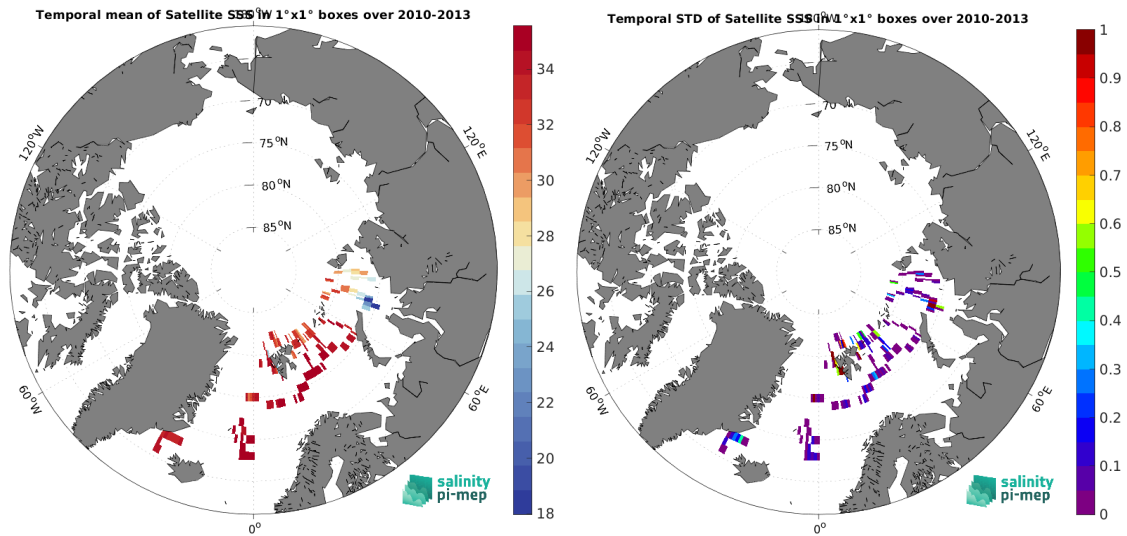 Temporal mean of Satellite SSS in 1°x1° boxes over 2010-2013
180°W
70
75°N
80°N
85°N
120°W
120°E
60°W
60°E
0°
34
32
30
28
26
24
22
20
18
salinity
pi-mep
Temporal STD of Satellite SSS in 1°x1° boxes over 2010-2013
180°W
70
75°N
80°N
85°N
120°W
120°E
60°W
60°E
0°
1
0.9
0.8
0.7
0.6
0.5
0.4
0.3
0.2
0.1
0
salinity
pi-mep